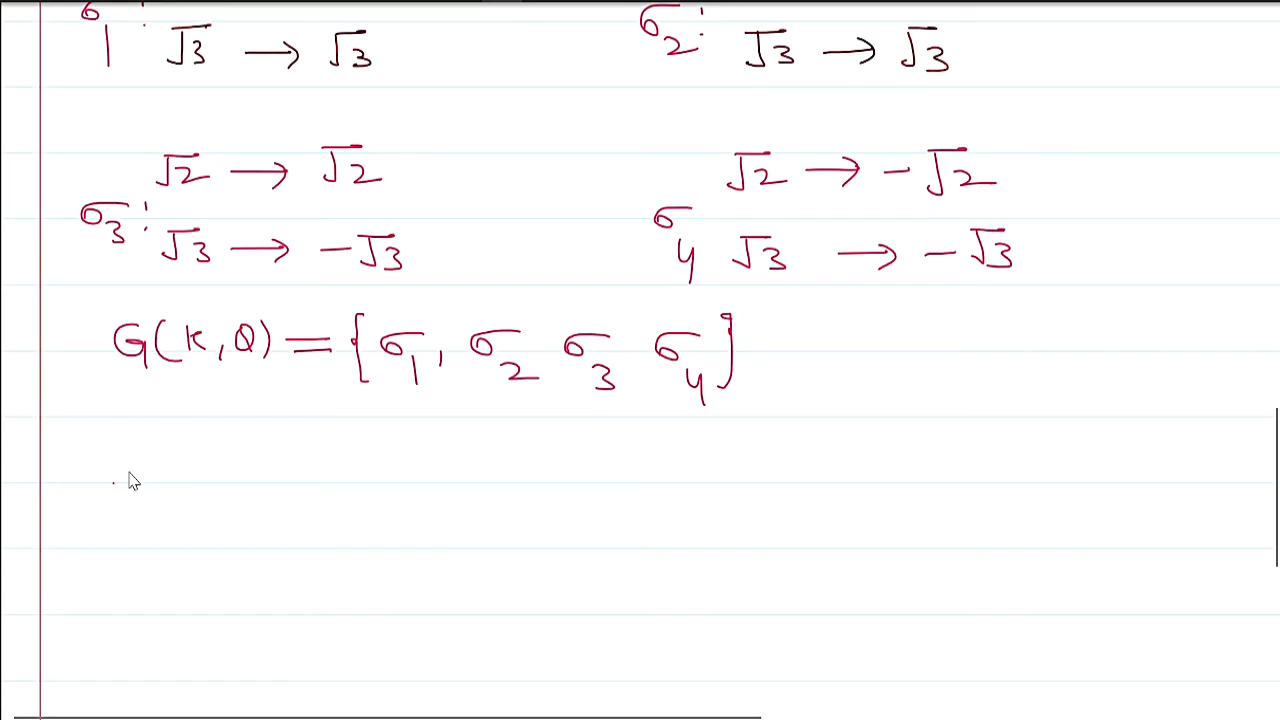 σ1 : √3 → √3 σ2 : √3 → √3
√2 → √2 √2 → -√2
σ3 : √3 → -√3 σ4 √3 → -√3
G(K, Q) = {σ1, σ2 σ3 σ4}